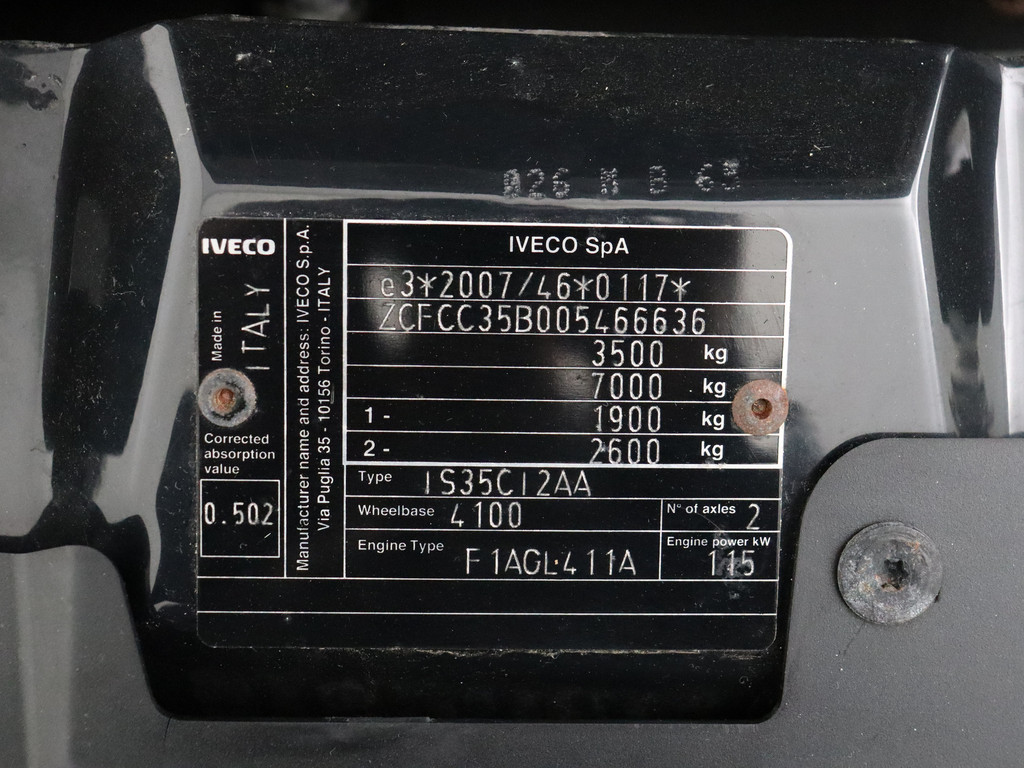 A26 M B 63
IVECO
Made in ITALY
Corrected
absorption
value
0.502
Manufacturer name and address: IVECO S.p.A.
Via Puglia 35 - 10156 Torino - ITALY
IVECO SpA
e3*2007/46*0117*
ZCFCC35B005466636
3500 kg
7000 kg
1 - 1900 kg
2 - 2600 kg
Type IS35CI2AA
Wheelbase 4100
N° of axles 2
Engine Type F1AGL411A
Engine power kW
115